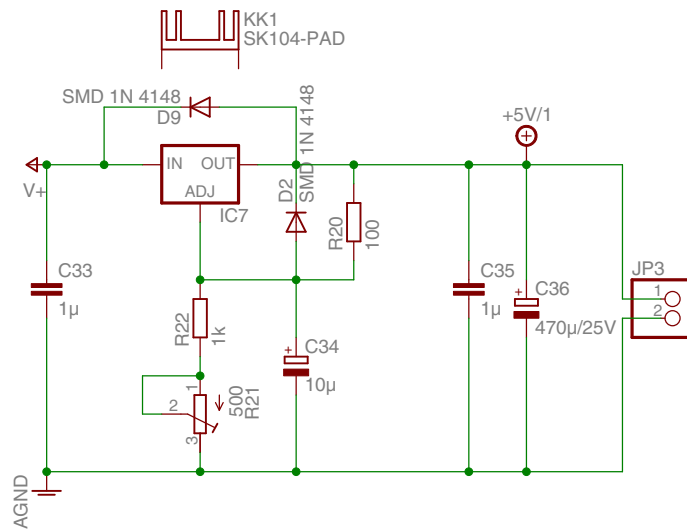 KK1
SK104-PAD
SMD 1N 4148
D9
SMD 1N 4148
D2
+5V/1
V+
IN OUT
ADJ
IC7
R20
100
C33
1µ
R22
1k
C34
10µ
C35
1µ
C36
+
470µ/25V
JP3
1
2
+
1
2
3
500
R21
AGND